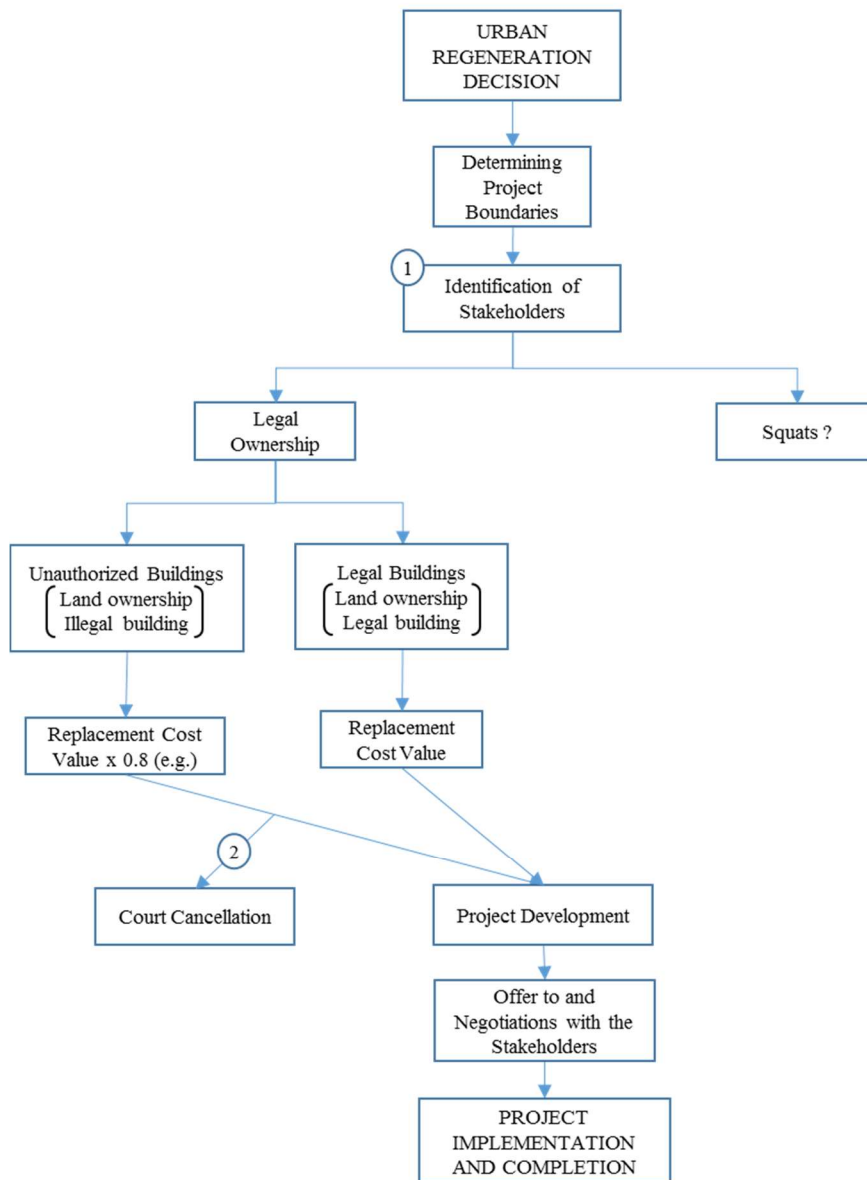 URBAN
REGENERATION
DECISION
Determining
Project
Boundaries
1
Identification of
Stakeholders
Legal
Ownership
Squats ?
Unauthorized Buildings
Land ownership
Illegal building
Legal Buildings
Land ownership
Legal building
Replacement Cost
Value x 0.8 (e.g.)
Replacement
Cost Value
2
Court Cancellation
Project Development
Offer to and
Negotiations with the
Stakeholders
PROJECT
IMPLEMENTATION
AND COMPLETION